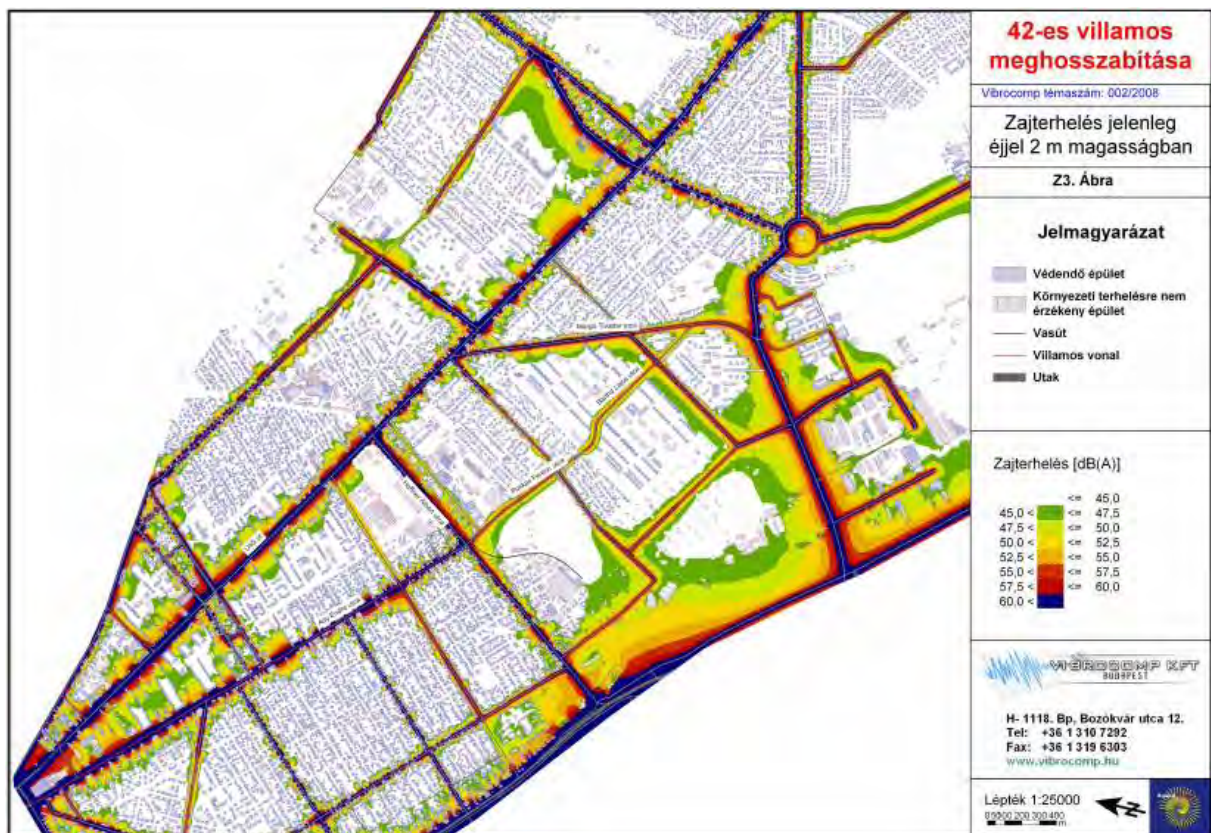 42-es villamos
meghosszabítása
Vibrocomp témaszám: 002/2008
Zajterhelés jelenleg
éjjel 2 m magasságban
Z3. Ábra
Jelmagyarázat
Védendő épület
Környezeti terhelésre nem
érzékeny épület
Vasút
Villamos vonal
Utak
Zajterhelés [dB(A)]
<= 45,0
45,0 < <= 47,5
47,5 < <= 50,0
50,0 < <= 52,5
52,5 < <= 55,0
55,0 < <= 57,5
57,5 < <= 60,0
60,0 <
VIBROCOMP KFT
BUDAPEST
H- 1118. Bp, Bozókvár utca 12.
Tel: +36 1 310 7292
Fax: +36 1 319 6303
www.vibrocomp.hu
Lépték 1:25000